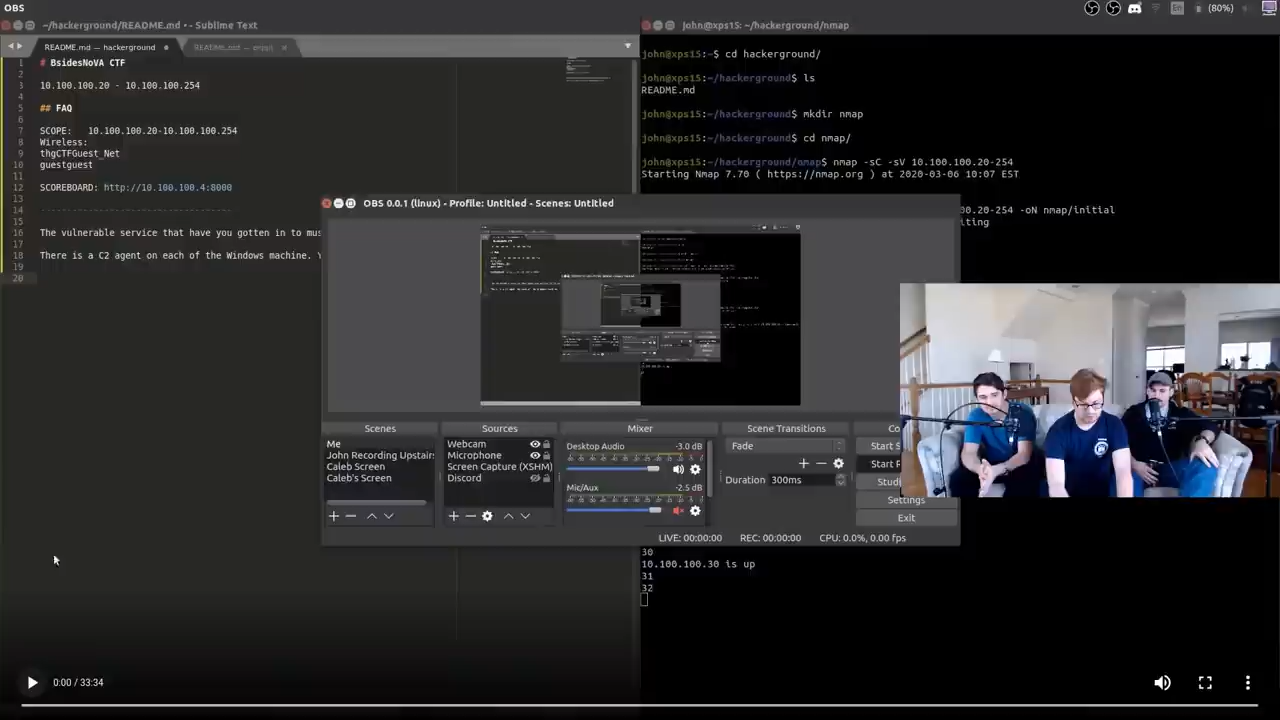 OBS
(80%)
~/hackerground/README.md • - Sublime Text
README.md — hackerground
1 # BsidesNoVA CTF
2
3 10.100.100.20 - 10.100.100.254
4
5 ## FAQ
6
7 SCOPE: 10.100.100.20-10.100.100.254
8 Wireless:
9 thgCTFGuest_Net
10 guestguest
11
12 SCOREBOARD: http://10.100.100.4:8000
13
14 --------------------------------
15
16 The vulnerable service that have you gotten in to mus
17
18 There is a C2 agent on each of the Windows machine. Y
19
20
john@xps15: ~/hackerground/nmap
john@xps15:~$ cd hackerground/
john@xps15:~/hackerground$ ls
README.md
john@xps15:~/hackerground$ mkdir nmap
john@xps15:~/hackerground$ cd nmap/
john@xps15:~/hackerground/nmap$ nmap -sC -sV 10.100.100.20-254
Starting Nmap 7.70 ( https://nmap.org ) at 2020-03-06 10:07 EST
00.20-254 -oN nmap/initial
iting
OBS 0.0.1 (linux) - Profile: Untitled - Scenes: Untitled
Scenes
Me
John Recording Upstairs
Caleb Screen
Caleb's Screen
Sources
Webcam
Microphone
Screen Capture (XSHM)
Discord
Mixer
Desktop Audio -3.0 dB
Mic/Aux -2.5 dB
Scene Transitions
Fade
Duration 300ms
Co
Start S
Start R
Studi
Settings
Exit
LIVE: 00:00:00 REC: 00:00:00 CPU: 0.0%, 0.00 fps
30
10.100.100.30 is up
31
32
0:00 / 33:34